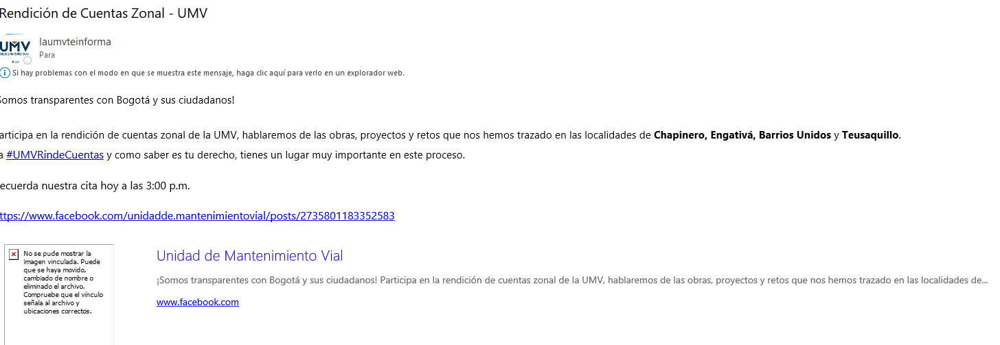 Rendición de Cuentas Zonal - UMV
UMV
laumvteinforma
Para
Si hay problemas con el modo en que se muestra este mensaje, haga clic aquí para verlo en un explorador web.
Somos transparentes con Bogotá y sus ciudadanos!
articipa en la rendición de cuentas zonal de la UMV, hablaremos de las obras, proyectos y retos que nos hemos trazado en las localidades de Chapinero, Engativá, Barrios Unidos y Teusaquillo.
a #UMVRindeCuentas y como saber es tu derecho, tienes un lugar muy importante en este proceso.
ecuerda nuestra cita hoy a las 3:00 p.m.
ttps://www.facebook.com/unidadde.mantenimientovial/posts/2735801183352583
No se pude mostrar la
imagen vinculada. Puede
que se haya movido,
cambiado de nombre o
eliminado el archivo.
Compruebe que el vínculo
señala al archivo y
ubicaciones correctos.
Unidad de Mantenimiento Vial
¡Somos transparentes con Bogotá y sus ciudadanos! Participa en la rendición de cuentas zonal de la UMV, hablaremos de las obras, proyectos y retos que nos hemos trazado en las localidades de...
www.facebook.com